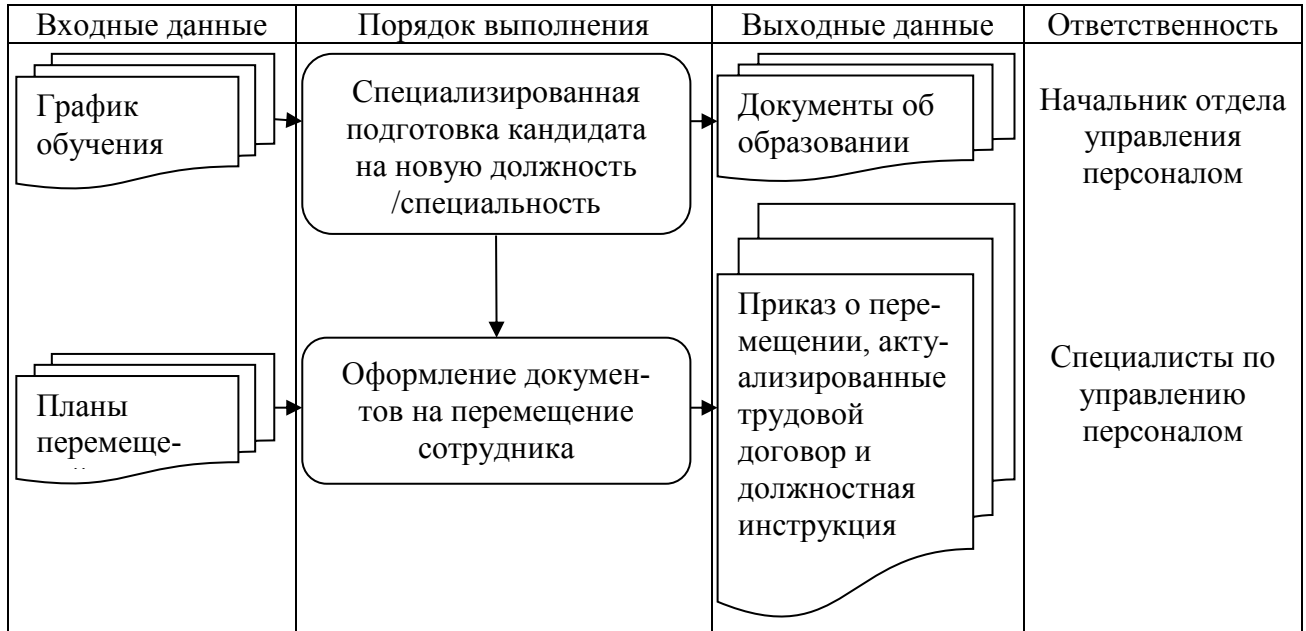 Входные данные
Порядок выполнения
Выходные данные
Ответственность
График
обучения
Специализированная
подготовка кандидата
на новую должность
/специальность
Документы об
образовании
Начальник отдела
управления
персоналом
Планы
перемеще-
Оформление докумен-
тов на перемещение
сотрудника
Приказ о пере-
мещении, акту-
ализированные
трудовой
договор и
должностная
инструкция
Специалисты по
управлению
персоналом